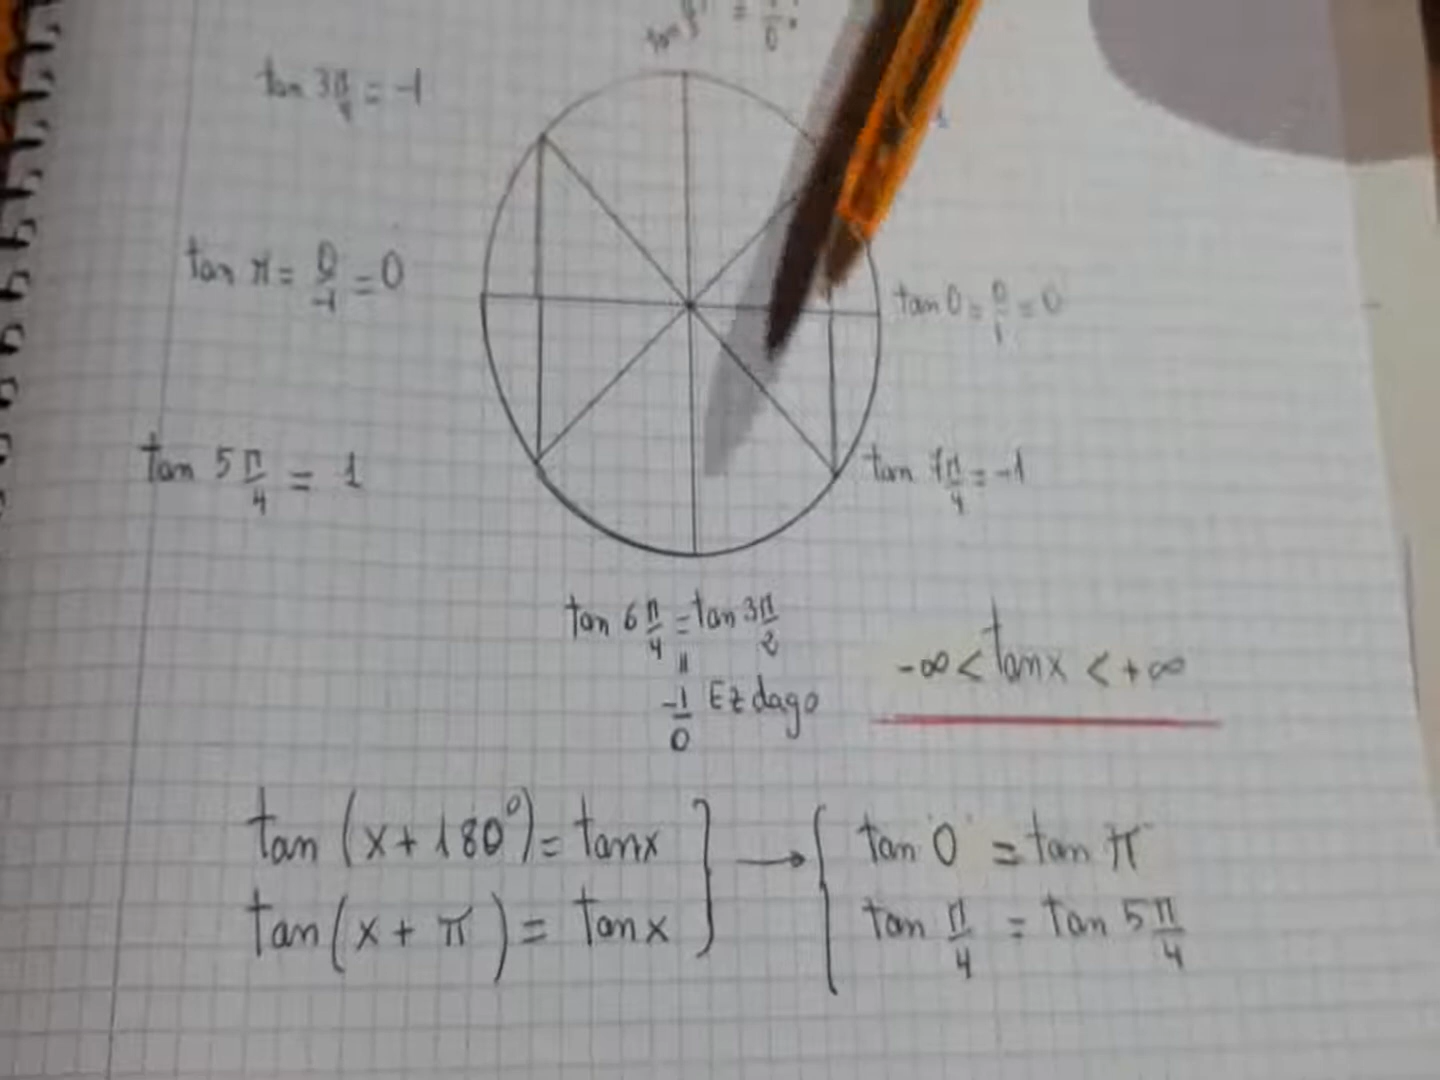 tan 3π/4 = -1
tan π = 0/-1 = 0
tan 0 = 0/1 = 0
tan 5π/4 = 1
tan 7π/4 = -1
tan 6π/4 = tan 3π/2
=
-1/0 Ez dago
-∞ < tan x < +∞
tan (x + 180°) = tan x
tan 0 = tan π
tan (x + π) = tan x
tan π/4 = tan 5π/4